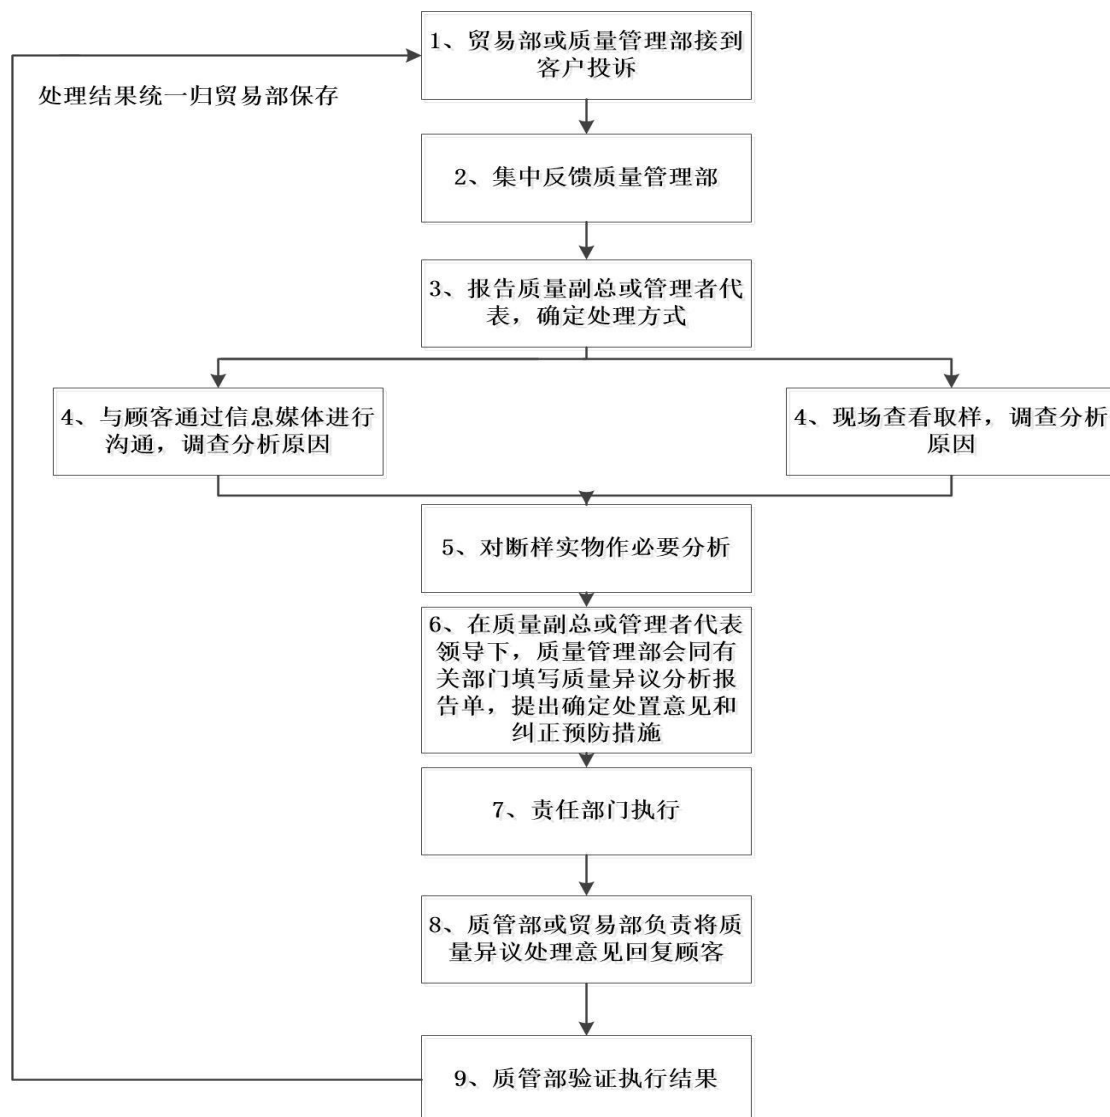 1、贸易部或质量管理部接到
客户投诉
处理结果统一归贸易部保存
2、集中反馈质量管理部
3、报告质量副总或管理者代
表，确定处理方式
4、与顾客通过信息媒体进行
沟通，调查分析原因
4、现场查看取样，调查分析
原因
5、对断样实物作必要分析
6、在质量副总或管理者代表
领导下，质量管理部会同有
关部门填写质量异议分析报
告单，提出确定处置意见和
纠正预防措施
7、责任部门执行
8、质管部或贸易部负责将质
量异议处理意见回复顾客
9、质管部验证执行结果